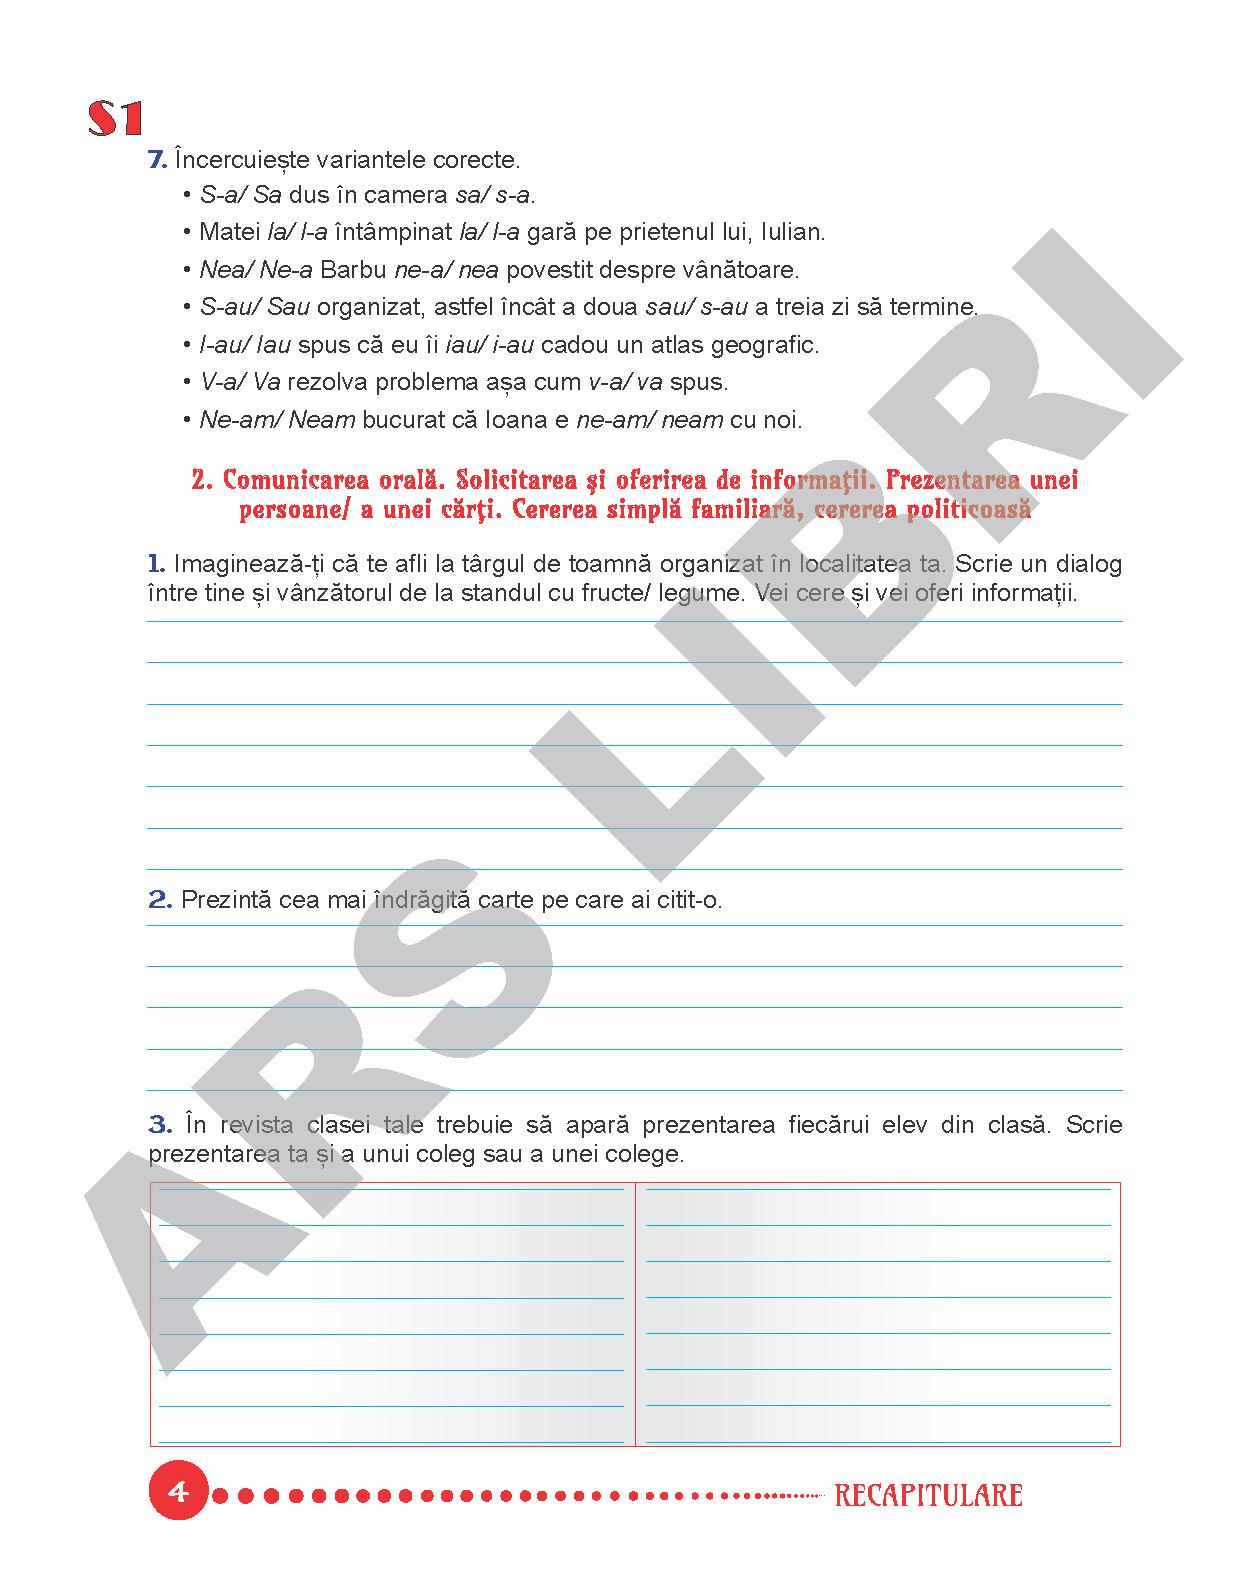 S1
7. Încercuiește variantele corecte.
• S-a/ Sa dus în camera sa/ s-a.
• Matei la/ l-a întâmpinat la/ l-a gară pe prietenul lui, Iulian.
• Nea/ Ne-a Barbu ne-a/ nea povestit despre vânătoare.
• S-au/ Sau organizat, astfel încât a doua sau/ s-au a treia zi să termine.
• I-au/ Iau spus că eu îi iau/ i-au cadou un atlas geografic.
• V-a/ Va rezolva problema așa cum v-a/ va spus.
• Ne-am/ Neam bucurat că Ioana e ne-am/ neam cu noi.
2. Comunicarea orală. Solicitarea şi oferirea de informaţii. Prezentarea unei
persoane/ a unei cărţi. Cererea simplă familiară, cererea politicoasă
1. Imaginează-ți că te afli la târgul de toamnă organizat în localitatea ta. Scrie un dialog
între tine și vânzătorul de la standul cu fructe/ legume. Vei cere și vei oferi informații.
2. Prezintă cea mai îndrăgită carte pe care ai citit-o.
3. În revista clasei tale trebuie să apară prezentarea fiecărui elev din clasă. Scrie
prezentarea ta și a unui coleg sau a unei colege.
4
RECAPITULARE
ARS LIBRI